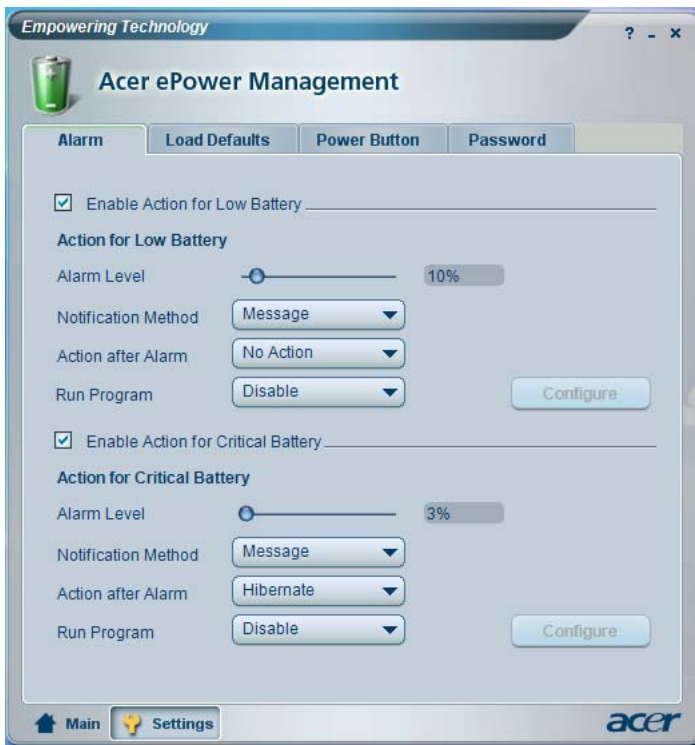 Empowering Technology
? - x
Acer ePower Management
Alarm Load Defaults Power Button Password
Enable Action for Low Battery
Action for Low Battery
Alarm Level 10%
Notification Method Message
Action after Alarm No Action
Run Program Disable Configure
Enable Action for Critical Battery
Action for Critical Battery
Alarm Level 3%
Notification Method Message
Action after Alarm Hibernate
Run Program Disable Configure
Main Settings acer